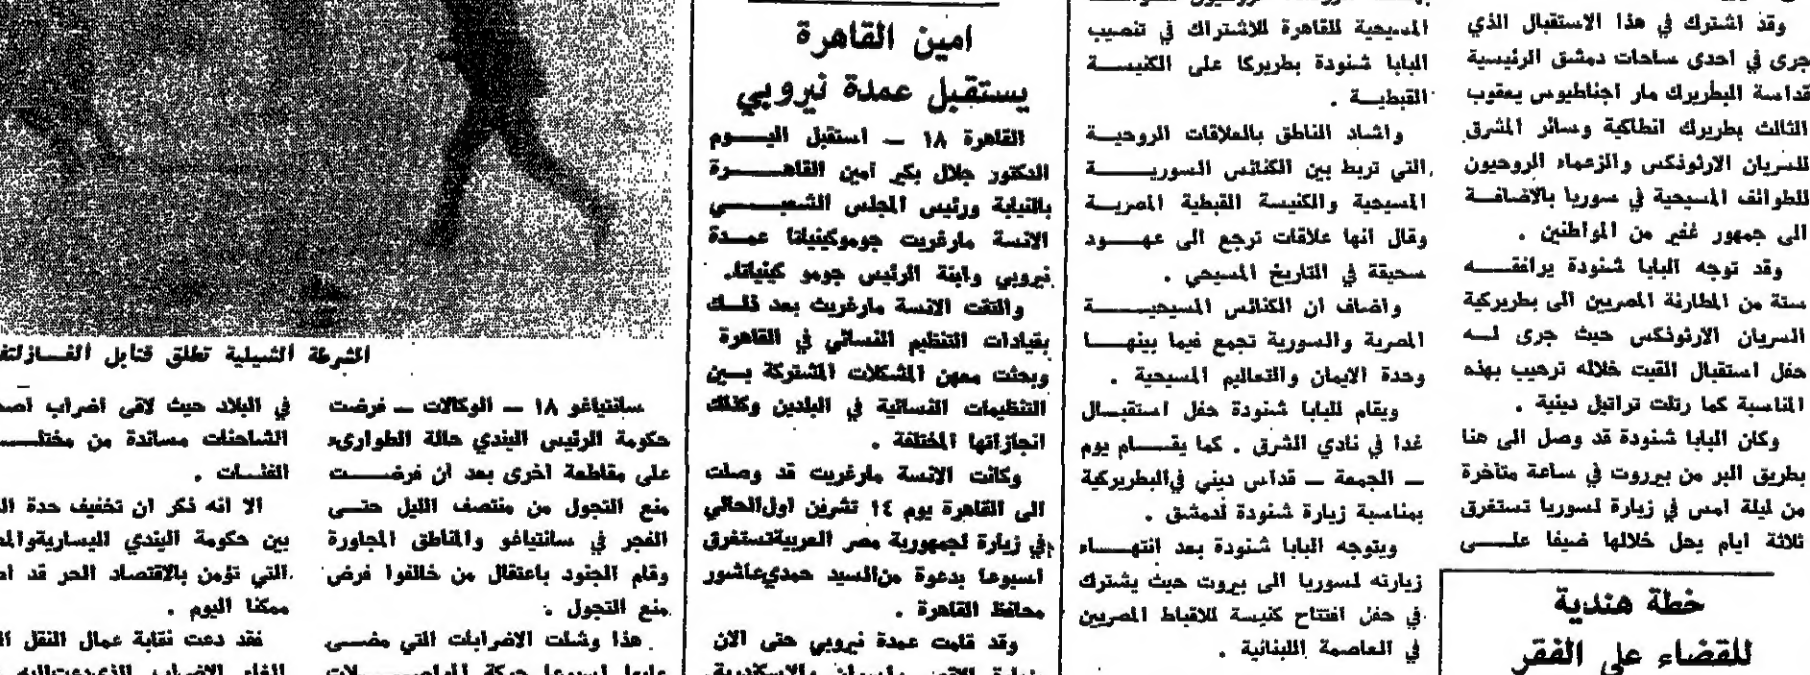 وقد اشترك في هذا الاستقبال الذي
جرى في احدى ساحات دمشق الرئيسية
قداسة البطريرك مار اجناطيوس يعقوب
الثالث بطريرك انطاكية وسائر المشرق
للسريان الارثوذكس والزعماء الروحيون
للطوائف المسيحية في سوريا بالاضافة
الى جمهور غفير من المواطنين .
وقد توجه البابا شنودة يرافقه
ستة من المطارنة المصريين الى بطريركية
السريان الارثوذكس حيث جرى له
حفل استقبال القيت خلاله ترحيب بهذه
المناسبة كما رتلت تراتيل دينية .
وكان البابا شنودة قد وصل الى هنا
بطريق البر من بيروت في ساعة متأخرة
من ليلة امس في زيارة لسوريا تستغرق
ثلاثة ايام يحل خلالها ضيفا على
خطة هندية
للقضاء على الفقر
المسيحية للقاهرة للاشتراك في تنصيب
البابا شنودة بطريركا على الكنيسة
القبطية .
واشاد الناطق بالعلاقات الروحية
التي تربط بين الكنائس السورية
المسيحية والكنيسة القبطية المصرية
وقال انها علاقات ترجع الى عهود
سحيقة في التاريخ المسيحي .
واضاف ان الكنائس المسيحية
المصرية والسورية تجمع فيما بينها
وحدة الايمان والتعاليم المسيحية .
ويقام للبابا شنودة حفل استقبال
غدا في نادي الشرق . كما يقام يوم
– الجمعة – قداس ديني في البطريركية
بمناسبة زيارة شنودة لدمشق .
ويتوجه البابا شنودة بعد انتهاء
زيارته لسوريا الى بيروت حيث يشترك
في حفل افتتاح كنيسة للاقباط المصريين
في العاصمة اللبنانية .
امين القاهرة
يستقبل عمدة نيروبي
القاهرة ١٨ – استقبل اليوم
الدكتور جلال بكير امين القاهرة
بالنيابة ورئيس المجلس الشعبي
الانسة مارغريت جوموكينياتا عمدة
نيروبي وابنة الرئيس جومو كينياتا.
والتقت الانسة مارغريت بعد ذلك
بقيادات التنظيم النسائي في القاهرة
وبحثت معهن المشكلات المشتركة بين
التنظيمات النسائية في البلدين وكذلك
انجازاتها المختلفة .
وكانت الانسة مارغريت قد وصلت
الى القاهرة يوم ١٤ تشرين اول الحالي
في زيارة لجمهورية مصر العربية تستغرق
اسبوعا بدعوة من السيد حمدي عاشور
محافظ القاهرة .
وقد قامت عمدة نيروبي حتى الان
الشرطة الشيلية تطلق قنابل الغاز
سانتياغو ١٨ – الوكالات – فرضت
حكومة الرئيس اليندي حالة الطوارىء
على مقاطعة اخرى بعد ان فرضت
منع التجول من منتصف الليل حتى
الفجر في سانتياغو والمناطق المجاورة
وقام الجنود باعتقال من خالفوا فرض
منع التجول .
هذا وشلت الاضرابات التي مضى
في البلاد حيث لاقى اضراب
الشاحنات مساندة من
الفئات .
الا انه ذكر ان تخفيف حدة
بين حكومة اليندي اليسارية
التي تؤمن بالاقتصاد الحر قد
ممكنا اليوم .
فقد دعت نقابة عمال النقل